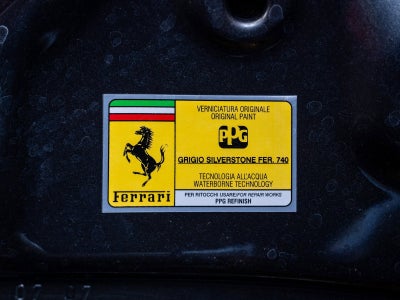 VERNICIATURA ORIGINALE
ORIGINAL PAINT
PPG
GRIGIO SILVERSTONE FER. 740
TECNOLOGIA ALL'ACQUA
WATERBORNE TECHNOLOGY
Ferrari
PER RITOCCHI USARE/FOR REPAIR WORKS
PPG REFINISH